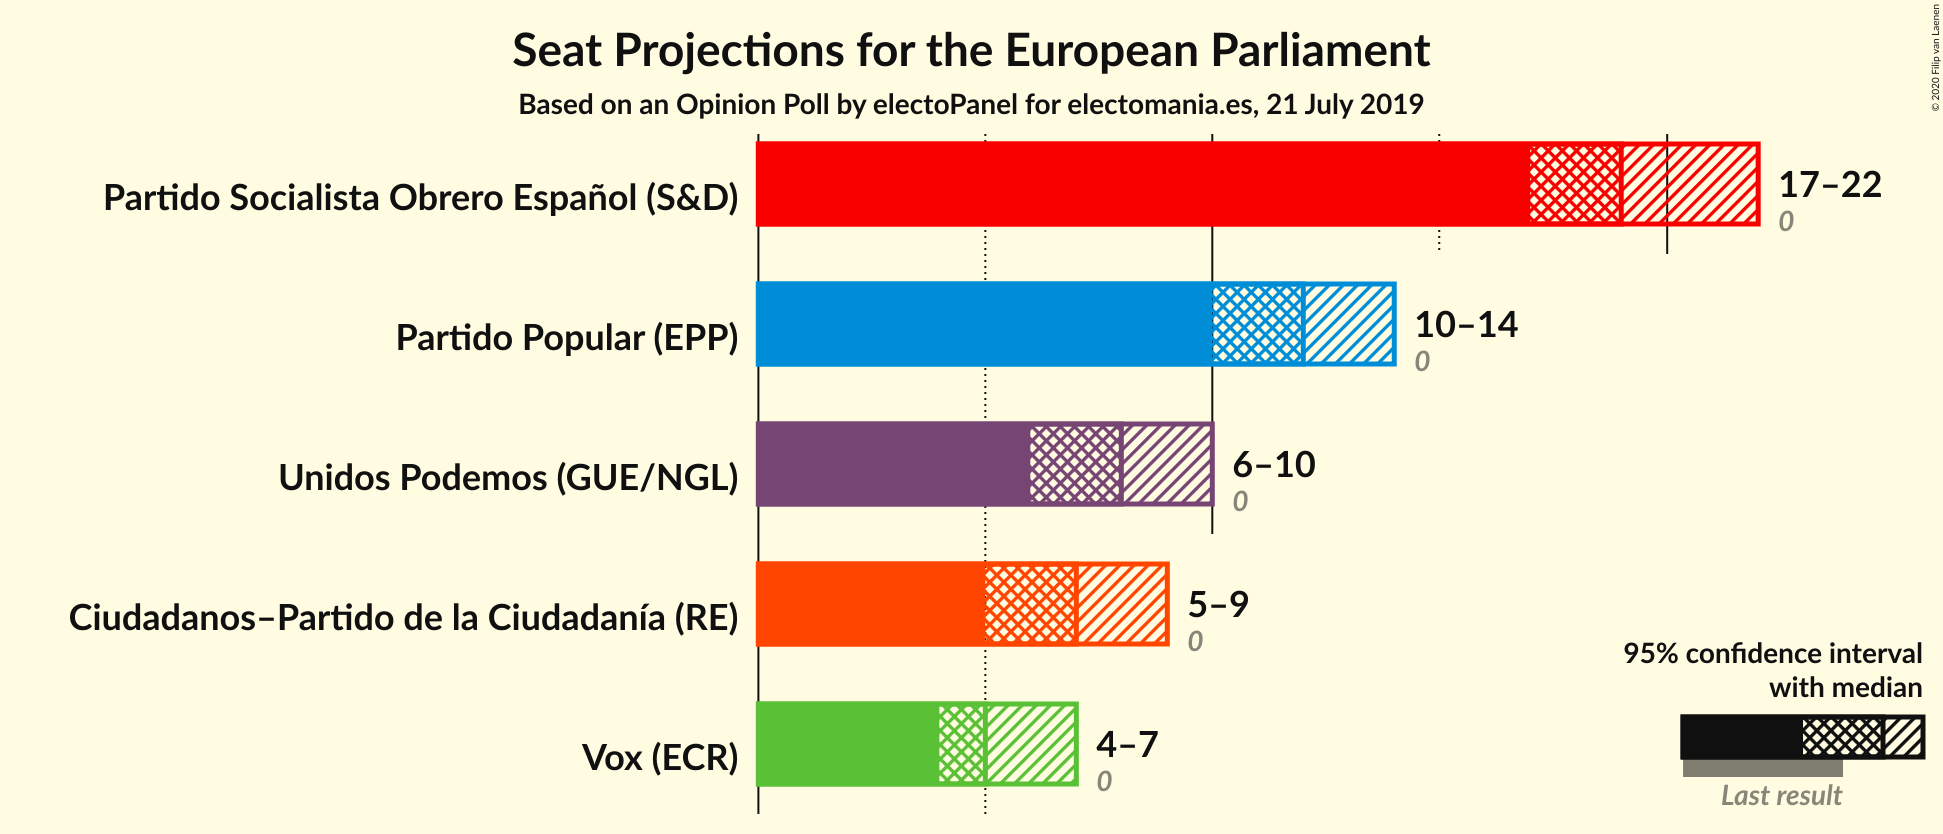 Seat Projections for the European Parliament
Based on an Opinion Poll by electoPanel for electomania.es, 21 July 2019
© 2020 Filip van Laenen
Partido Socialista Obrero Español (S&D)
17–22
0
Partido Popular (EPP)
10–14
0
Unidos Podemos (GUE/NGL)
6–10
0
Ciudadanos–Partido de la Ciudadanía (RE)
5–9
0
Vox (ECR)
4–7
0
95% confidence interval
with median
Last result